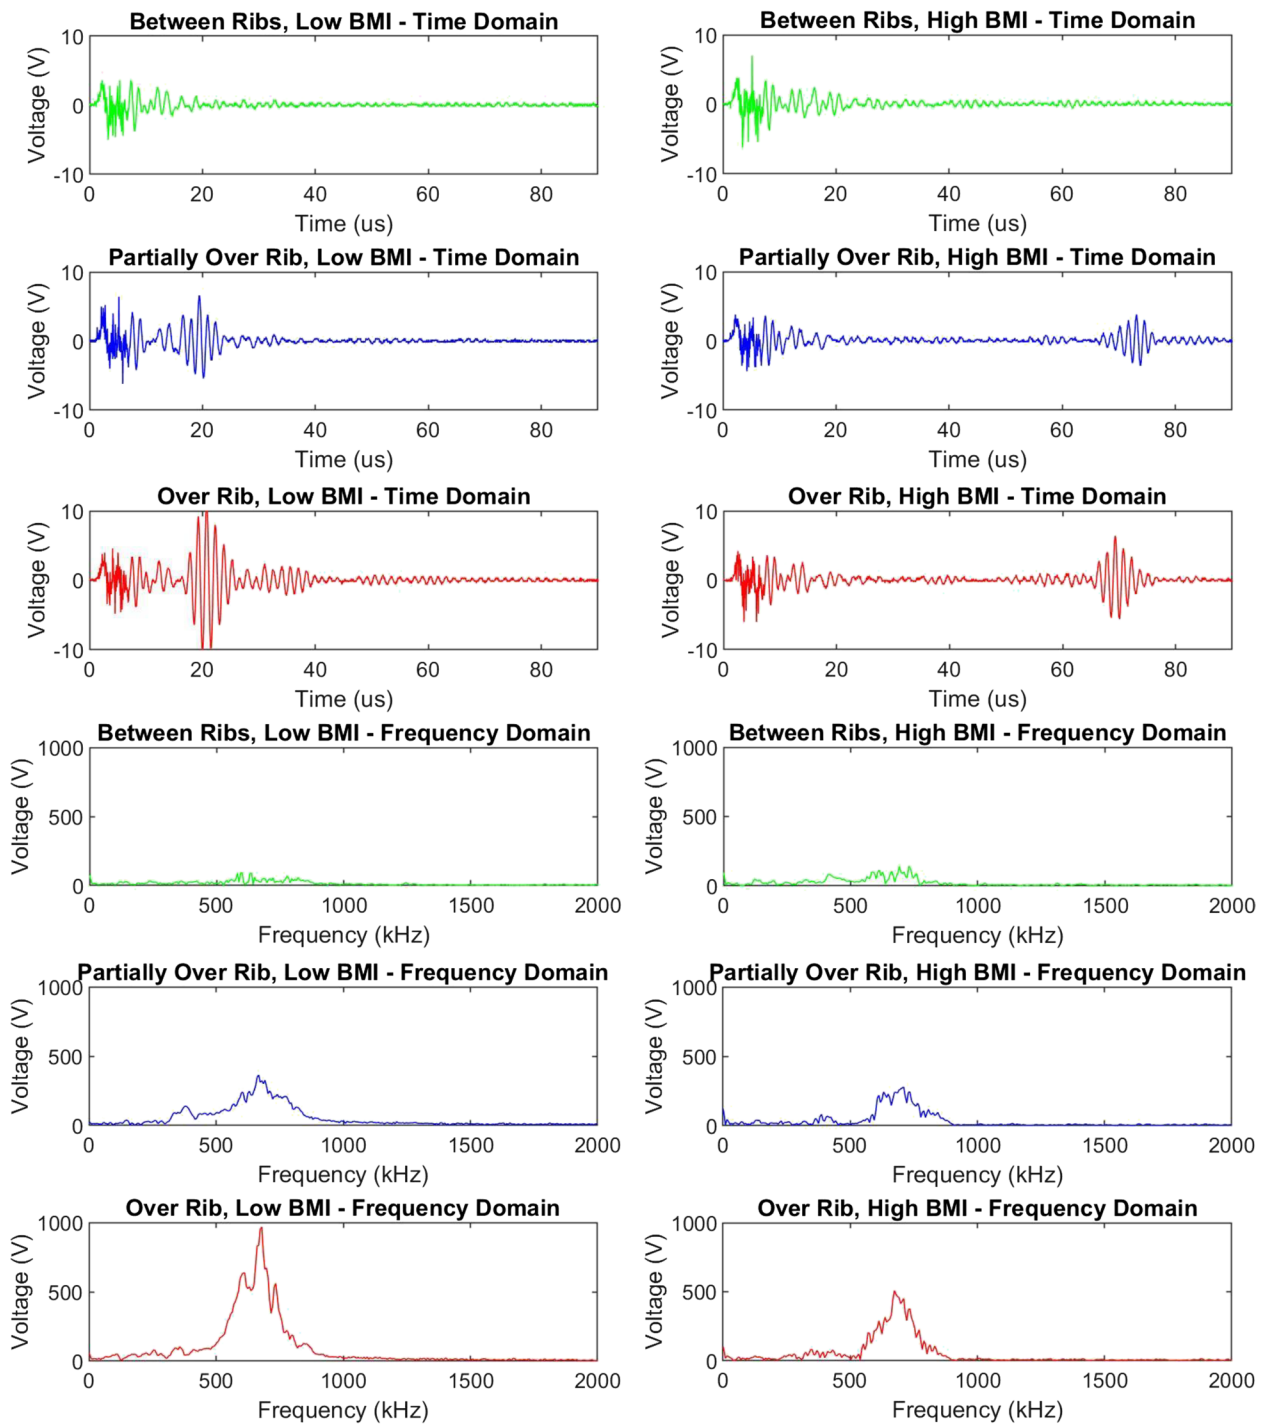 Between Ribs, Low BMI - Time Domain
10
0
-10
Voltage (V)
0 20 40 60 80
Time (us)
Between Ribs, High BMI - Time Domain
10
0
-10
Voltage (V)
0 20 40 60 80
Time (us)
Partially Over Rib, Low BMI - Time Domain
10
0
-10
Voltage (V)
0 20 40 60 80
Time (us)
Partially Over Rib, High BMI - Time Domain
10
0
-10
Voltage (V)
0 20 40 60 80
Time (us)
Over Rib, Low BMI - Time Domain
10
0
-10
Voltage (V)
0 20 40 60 80
Time (us)
Over Rib, High BMI - Time Domain
10
0
-10
Voltage (V)
0 20 40 60 80
Time (us)
Between Ribs, Low BMI - Frequency Domain
1000
500
0
Voltage (V)
0 500 1000 1500 2000
Frequency (kHz)
Between Ribs, High BMI - Frequency Domain
1000
500
0
Voltage (V)
0 500 1000 1500 2000
Frequency (kHz)
Partially Over Rib, Low BMI - Frequency Domain
1000
500
0
Voltage (V)
0 500 1000 1500 2000
Frequency (kHz)
Partially Over Rib, High BMI - Frequency Domain
1000
500
0
Voltage (V)
0 500 1000 1500 2000
Frequency (kHz)
Over Rib, Low BMI - Frequency Domain
1000
500
0
Voltage (V)
0 500 1000 1500 2000
Frequency (kHz)
Over Rib, High BMI - Frequency Domain
1000
500
0
Voltage (V)
0 500 1000 1500 2000
Frequency (kHz)